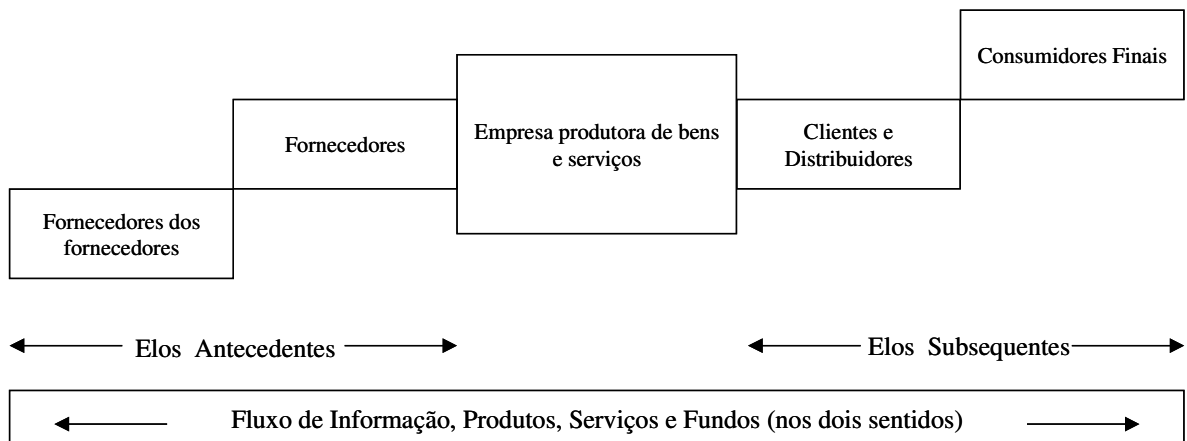 Consumidores Finais
Fornecedores
Empresa produtora de bens
e serviços
Clientes e
Distribuidores
Fornecedores dos
fornecedores
Elos Antecedentes
Elos Subsequentes
Fluxo de Informação, Produtos, Serviços e Fundos (nos dois sentidos)